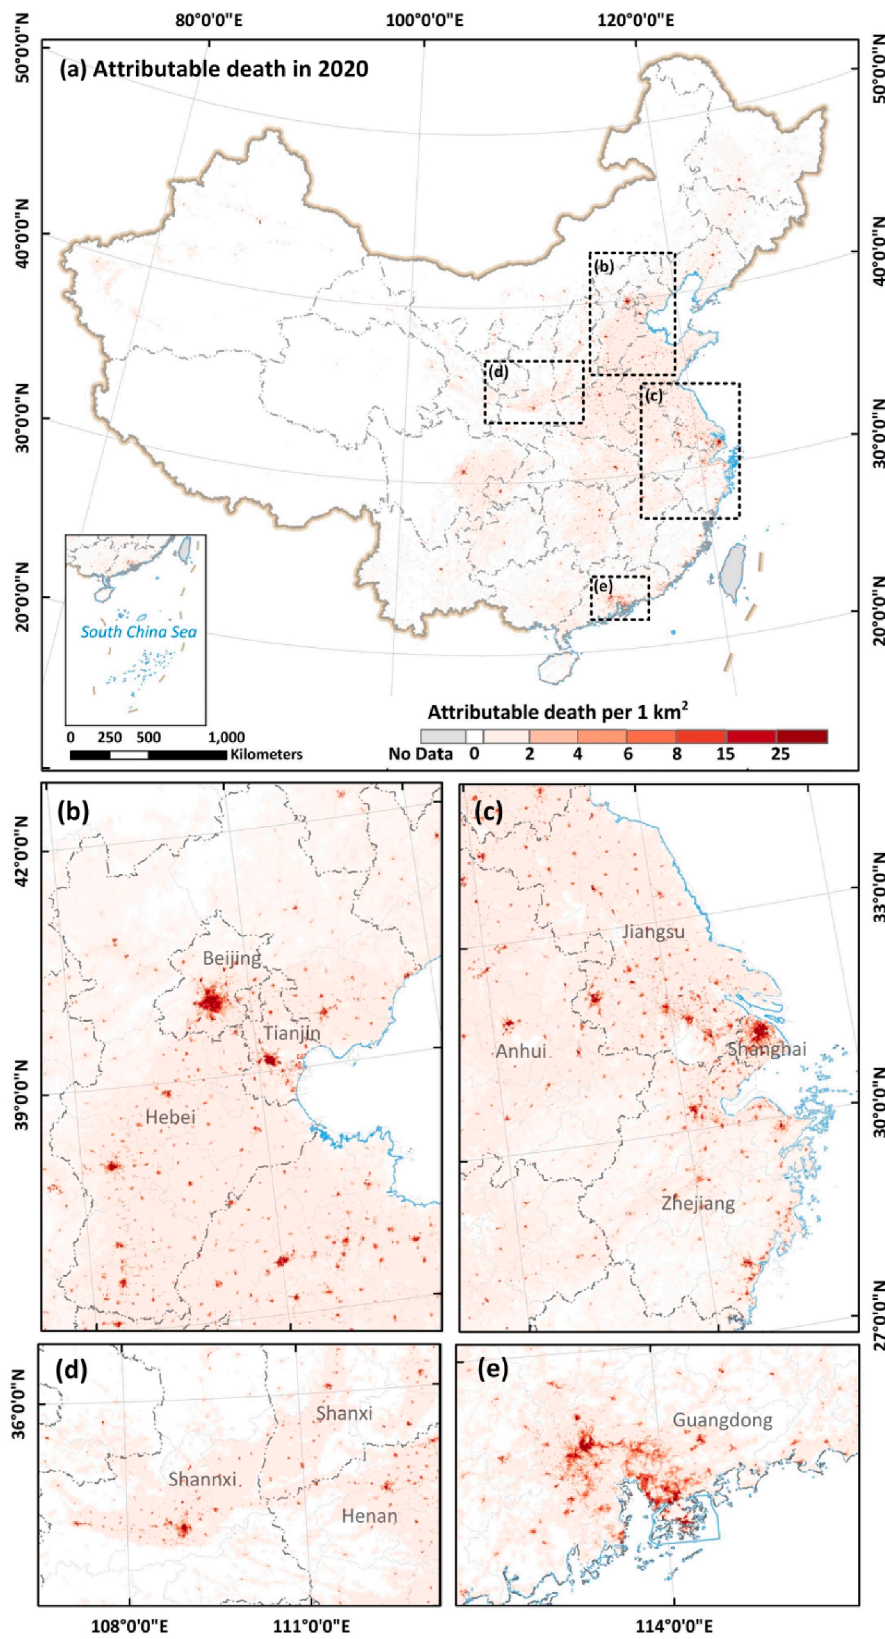 80°0'0"E 100°0'0"E 120°0'0"E
50°0'0"N
50°0'0"N
(a) Attributable death in 2020
40°0'0"N
40°0'0"N
(b)
(d)
(c)
30°0'0"N
30°0'0"N
(e)
20°0'0"N
20°0'0"N
South China Sea
Attributable death per 1 km²
0 250 500 1,000
Kilometers
No Data 0 2 4 6 8 15 25
(b)
42°0'0"N
Beijing
Tianjin
39°0'0"N
Hebei
(c)
33°0'0"N
Jiangsu
Anhui
Shanghai
30°0'0"N
Zhejiang
27°0'0"N
(d)
36°0'0"N
Shanxi
Shannxi
Henan
108°0'0"E 111°0'0"E
(e)
Guangdong
114°0'0"E